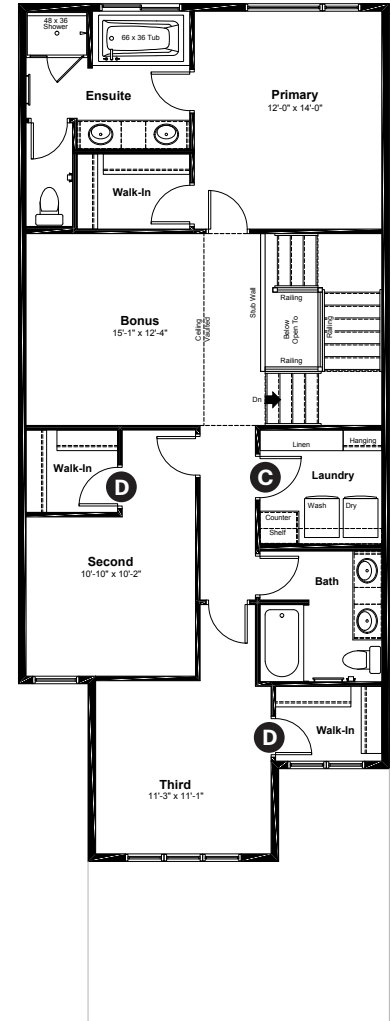 48 x 36
Shower
66 x 36 Tub
Ensuite
Primary
12'-0" x 14'-0"
Walk-In
Bonus
15'-1" x 12'-4"
Ceiling
Vaulted
Stub Wall
Railing
Below
Open To
Railing
Railing
Dn
Linen
Hanging
Walk-In
D
C
Laundry
Wash
Dry
Counter
Shelf
Second
10'-10" x 10'-2"
Bath
D
Walk-In
Third
11'-3" x 11'-1"